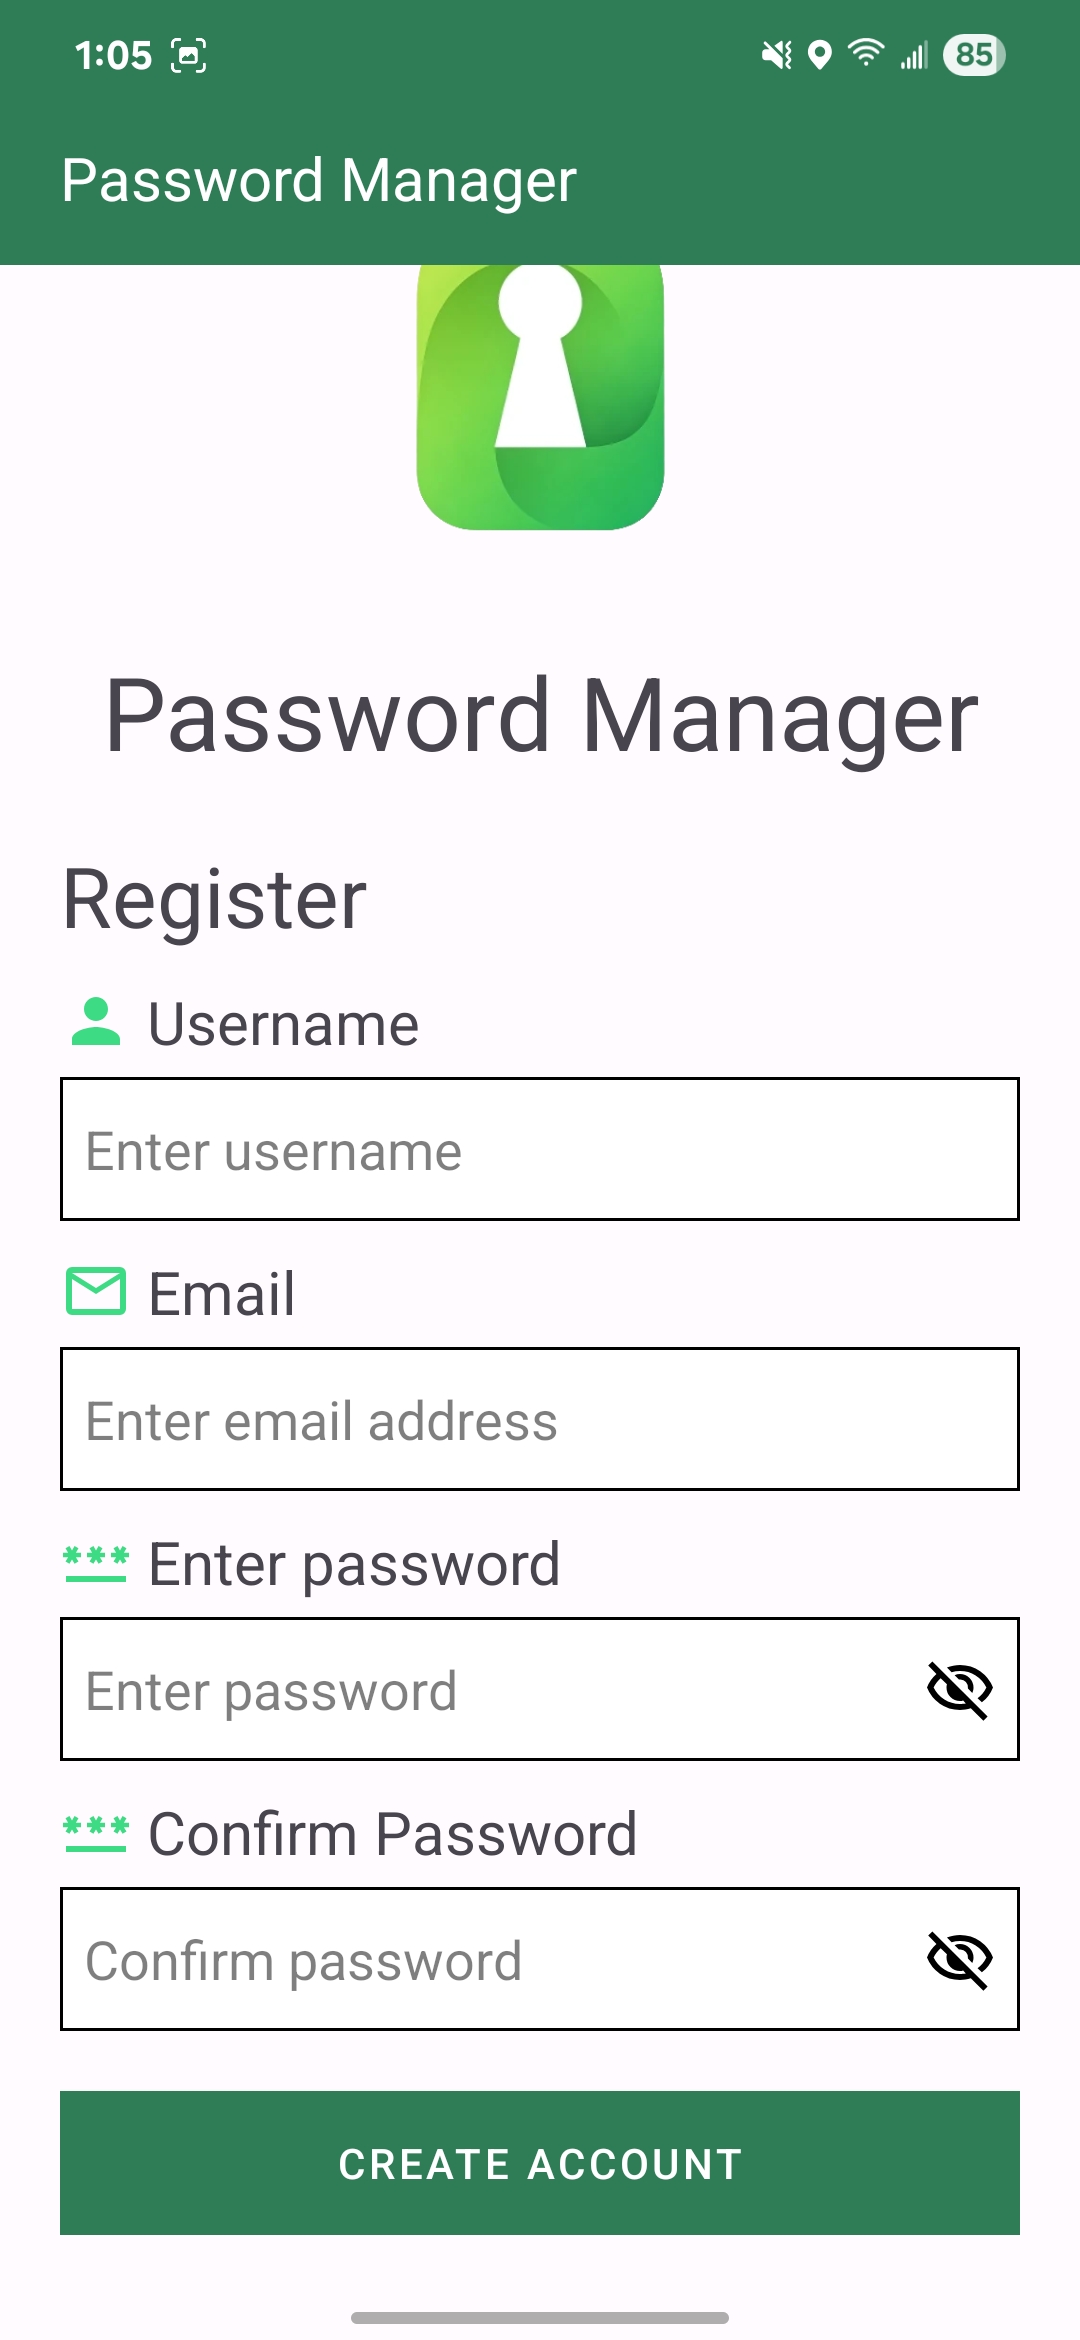 1:05
85
Password Manager
Password Manager
Register
Username
Enter username
Email
Enter email address
*** Enter password
Enter password
*** Confirm Password
Confirm password
CREATE ACCOUNT